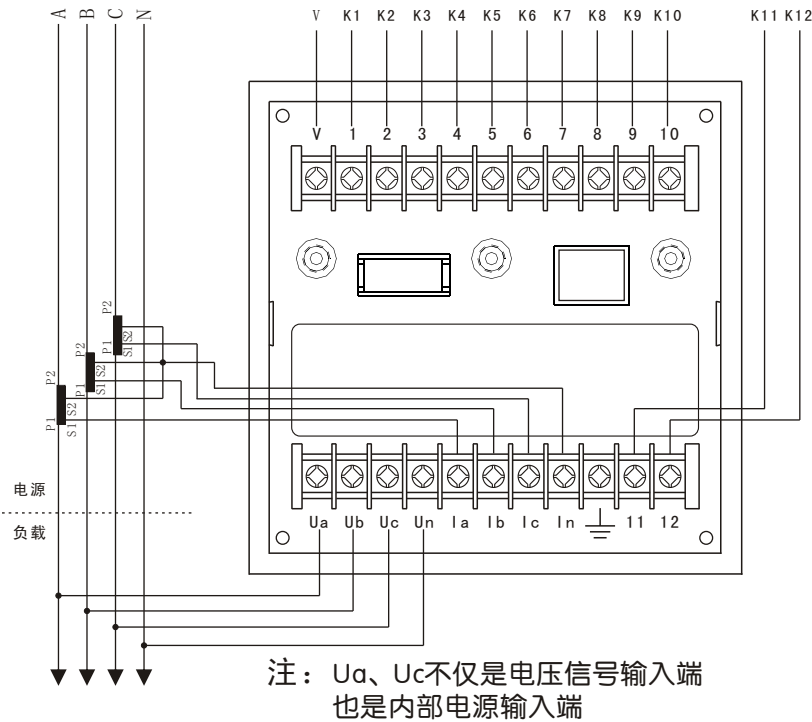 A B C N V K1 K2 K3 K4 K5 K6 K7 K8 K9 K10 K11 K12
V 1 2 3 4 5 6 7 8 9 10
P2
P1 S1 S2
P2
P1 S1 S2
P2
P1 S1 S2
电源
负载
Ua Ub Uc Un Ia Ib Ic In 11 12
注：Ua、Uc不仅是电压信号输入端
也是内部电源输入端